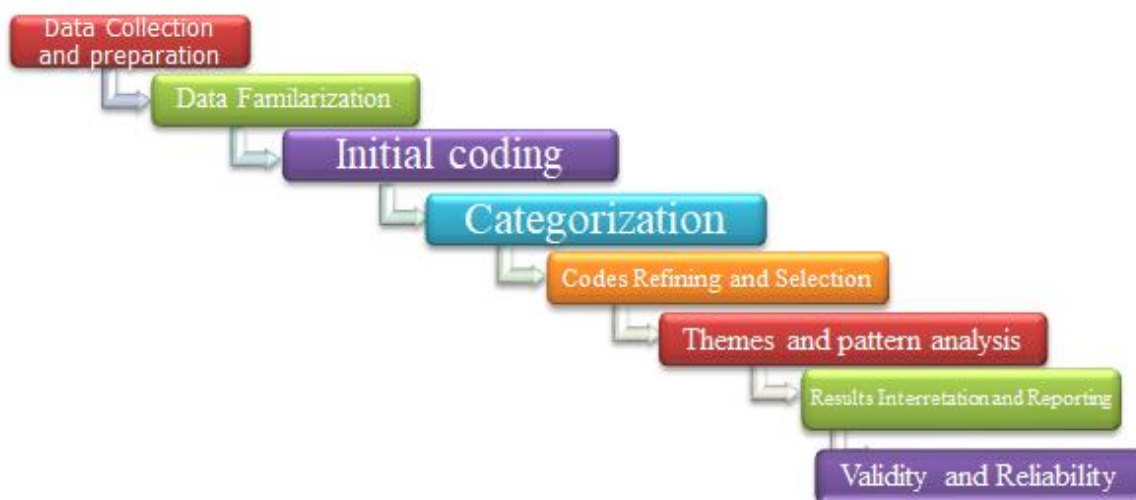 Data Collection
and preparation
Data Familarization
Initial coding
Categorization
Codes Refining and Selection
Themes and pattern analysis
Results Interretation and Reporting
Validity and Reliability